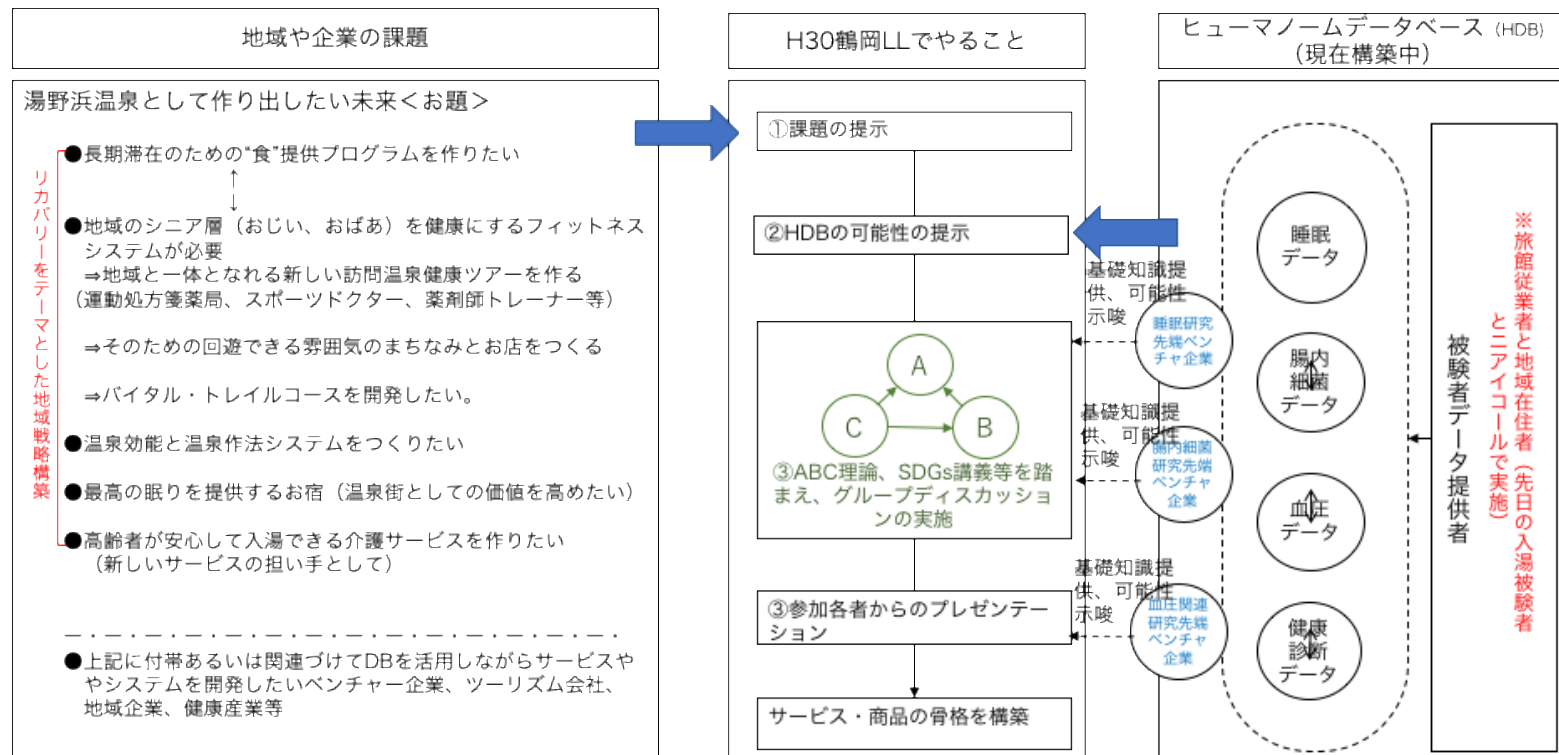 地域や企業の課題
湯野浜温泉として作り出したい未来<お題>
●長期滞在のための“食”提供プログラムを作りたい
●地域のシニア層（おじい、おばあ）を健康にするフィットネス
システムが必要
⇒地域と一体となれる新しい訪問温泉健康ツアーを作る
（運動処方箋薬局、スポーツドクター、薬剤師トレーナー等）
⇒そのための回遊できる雰囲気のまちなみとお店をつくる
⇒バイタル・トレイルコースを開発したい。
●温泉効能と温泉作法システムをつくりたい
●最高の眠りを提供するお宿（温泉街としての価値を高めたい）
●高齢者が安心して入湯できる介護サービスを作りたい
（新しいサービスの担い手として）
●上記に付帯あるいは関連づけてDBを活用しながらサービスや
やシステムを開発したいベンチャー企業、ツーリズム会社、
地域企業、健康産業等
リカバリーをテーマとした地域戦略構築
H30鶴岡LLでやること
①課題の提示
②HDBの可能性の提示
A
C
B
③ABC理論、SDGs講義等を踏
まえ、グループディスカッショ
ンの実施
③参加各者からのプレゼンテー
ション
サービス・商品の骨格を構築
ヒューマノームデータベース (HDB)
（現在構築中）
基礎知識提
供、可能性
示唆
睡眠研究
先端ベン
チャ企業
基礎知識提
供、可能性
示唆
腸内細菌
研究先端
ベンチャ
企業
基礎知識提
供、可能性
示唆
血圧関連
研究先端
ベンチャ
企業
睡眠
データ
腸内
細菌
データ
血圧
データ
健康
診断
データ
被験者データ提供者
※旅館従業者と地域在住者（先日の入湯被験者
とニアイコールで実施）